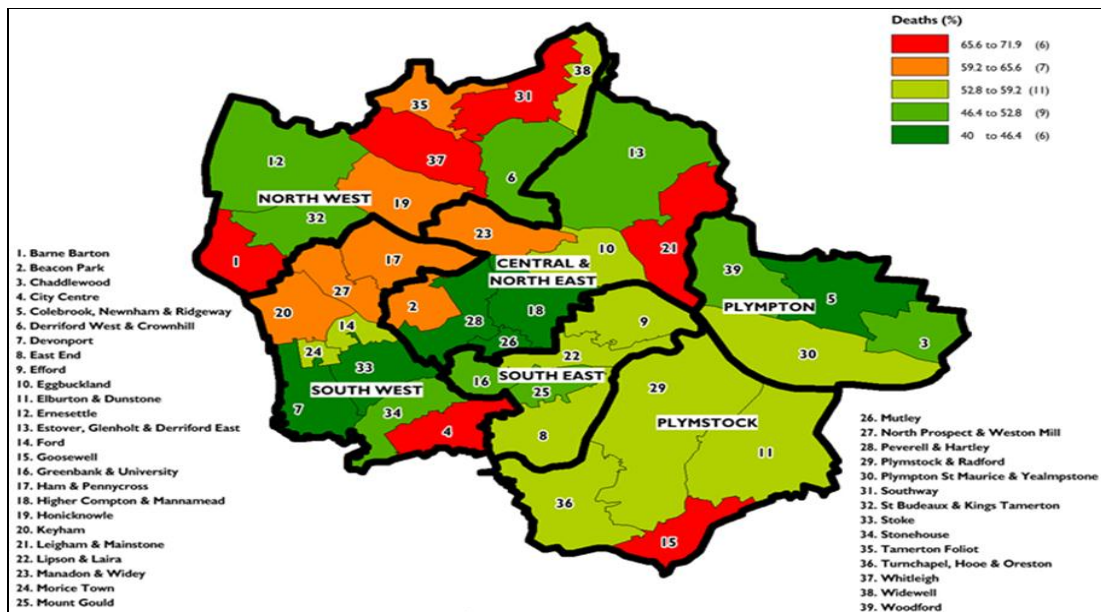 Deaths (%)
65.6 to 71.9 (6)
59.2 to 65.6 (7)
52.8 to 59.2 (11)
46.4 to 52.8 (9)
40 to 46.4 (6)
38
35
31
13
12
37
6
NORTH WEST
19
32
23
21
1
17
10
39
CENTRAL &
NORTH EAST
PLYMPTON
5
27
20
2
28
18
14
9
3
24
26
22
30
33
16
SOUTH EAST
29
SOUTH WEST
25
7
34
PLYMSTOCK
4
8
11
36
15
1. Barne Barton
2. Beacon Park
3. Chaddlewood
4. City Centre
5. Colebrook, Newnham & Ridgeway
6. Derriford West & Crownhill
7. Devonport
8. East End
9. Efford
10. Eggbuckland
11. Elburton & Dunstone
12. Ernesettle
13. Estover, Glenholt & Derriford East
14. Ford
15. Goosewell
16. Greenbank & University
17. Ham & Pennycross
18. Higher Compton & Mannamead
19. Honicknowle
20. Keyham
21. Leigham & Mainstone
22. Lipson & Laira
23. Manadon & Widey
24. Morice Town
25. Mount Gould
26. Mutley
27. North Prospect & Weston Mill
28. Peverell & Hartley
29. Plymstock & Radford
30. Plympton St Maurice & Yealmpstone
31. Southway
32. St Budeaux & Kings Tamerton
33. Stoke
34. Stonehouse
35. Tamerton Foliot
36. Turnchapel, Hooe & Oreston
37. Whitleigh
38. Widewell
39. Woodford